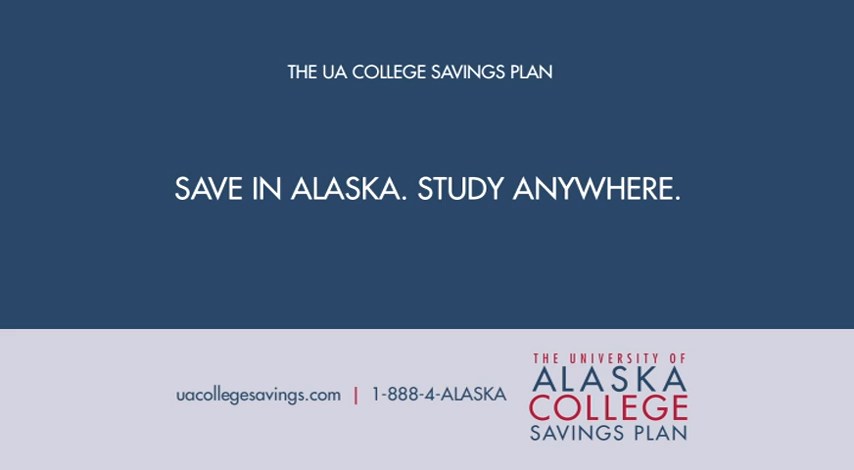 THE UA COLLEGE SAVINGS PLAN
SAVE IN ALASKA. STUDY ANYWHERE.
uacollegesavings.com | 1-888-4-ALASKA
THE UNIVERSITY OF
ALASKA
COLLEGE
SAVINGS PLAN